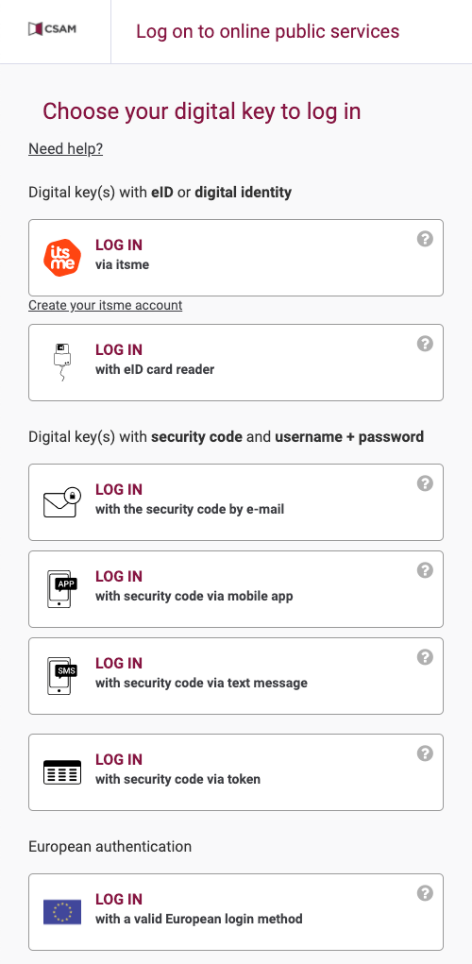 CSAM
Log on to online public services
Choose your digital key to log in
Need help?
Digital key(s) with eID or digital identity
its
me
LOG IN
via itsme
?
Create your itsme account
LOG IN
with eID card reader
?
Digital key(s) with security code and username + password
LOG IN
with the security code by e-mail
?
APP
LOG IN
with security code via mobile app
?
SMS
LOG IN
with security code via text message
?
LOG IN
with security code via token
?
European authentication
LOG IN
with a valid European login method
?